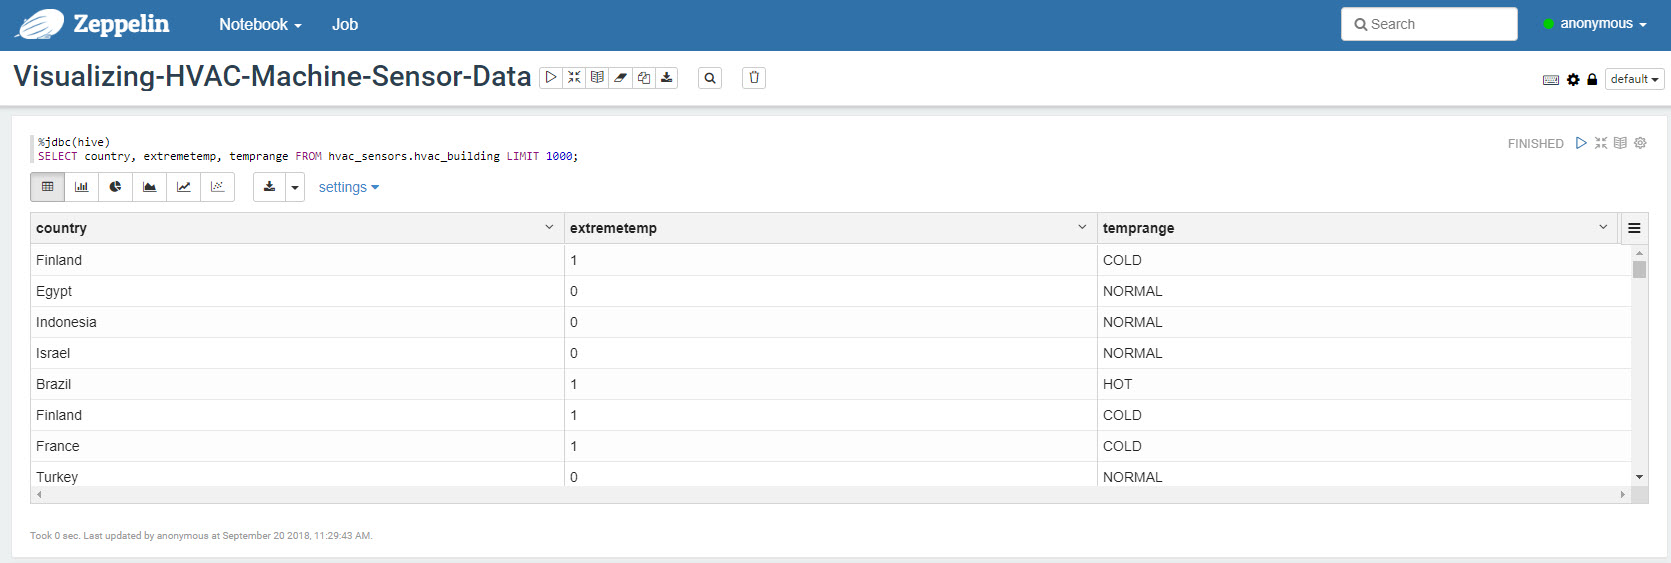 Zeppelin Notebook Job Search anonymous
Visualizing-HVAC-Machine-Sensor-Data default
%jdbc(hive) FINISHED
SELECT country, extremetemp, temprange FROM hvac_sensors.hvac_building LIMIT 1000;
settings
country extremetemp temprange
Finland 1 COLD
Egypt 0 NORMAL
Indonesia 0 NORMAL
Israel 0 NORMAL
Brazil 1 HOT
Finland 1 COLD
France 1 COLD
Turkey 0 NORMAL
Took 0 sec. Last updated by anonymous at September 20 2018, 11:29:43 AM.